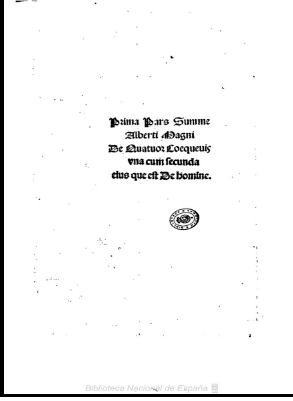 Prima Pars Summe
Alberti Magni
De Quatuor Coequeuis
vna cum secunda
eius que est De homine.
Biblioteca Nacional de España